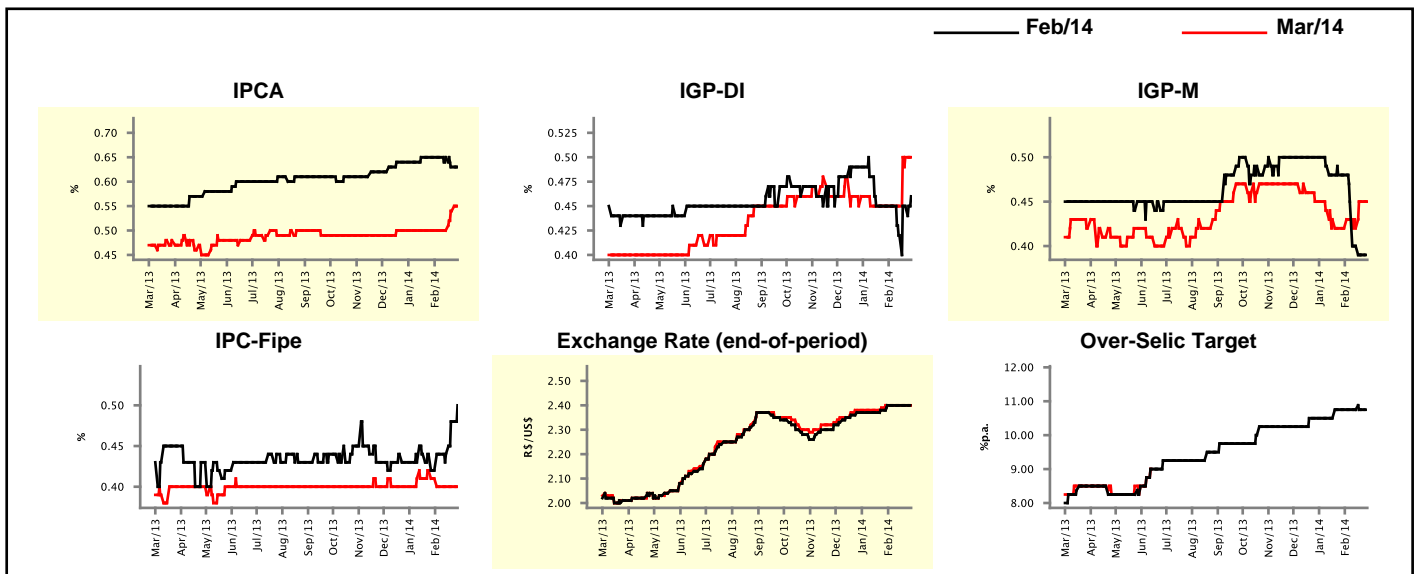 Feb/14 Mar/14
IPCA
%
0.70
0.65
0.60
0.55
0.50
0.45
Mar/13 Apr/13 May/13 Jun/13 Jul/13 Aug/13 Sep/13 Oct/13 Nov/13 Dec/13 Jan/14 Feb/14
IGP-DI
%
0.525
0.50
0.475
0.45
0.425
0.40
Mar/13 Apr/13 May/13 Jun/13 Jul/13 Aug/13 Sep/13 Oct/13 Nov/13 Dec/13 Jan/14 Feb/14
IGP-M
%
0.50
0.45
0.40
Mar/13 Apr/13 May/13 Jun/13 Jul/13 Aug/13 Sep/13 Oct/13 Nov/13 Dec/13 Jan/14 Feb/14
IPC-Fipe
%
0.50
0.45
0.40
Mar/13 Apr/13 May/13 Jun/13 Jul/13 Aug/13 Sep/13 Oct/13 Nov/13 Dec/13 Jan/14 Feb/14
Exchange Rate (end-of-period)
R$/US$
2.50
2.40
2.30
2.20
2.10
2.00
Mar/13 Apr/13 May/13 Jun/13 Jul/13 Aug/13 Sep/13 Oct/13 Nov/13 Dec/13 Jan/14 Feb/14
Over-Selic Target
%p.a.
12.00
11.00
10.00
9.00
8.00
Mar/13 Apr/13 May/13 Jun/13 Jul/13 Aug/13 Sep/13 Oct/13 Nov/13 Dec/13 Jan/14 Feb/14